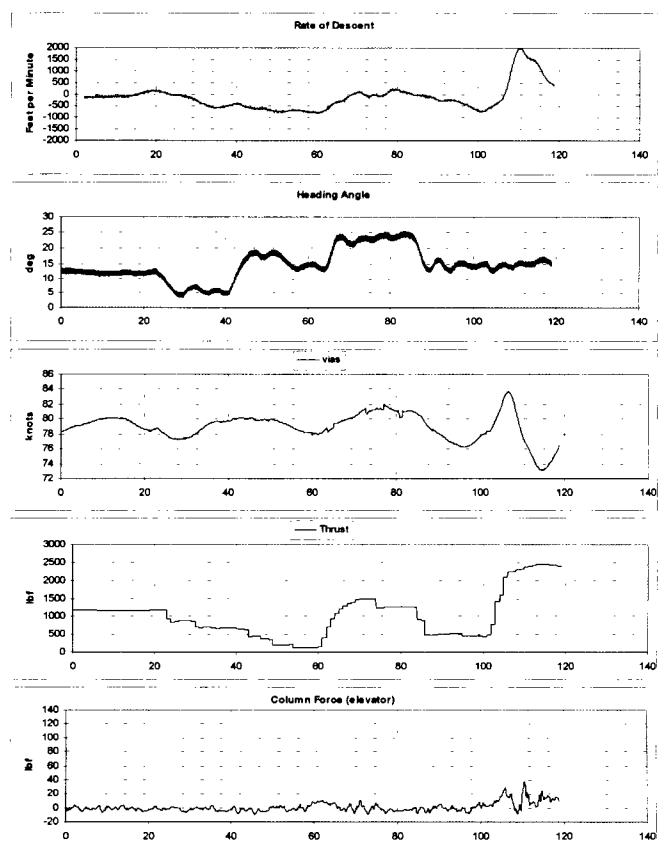 Rate of Descent
Feet per Minute
2000
1500
1000
500
0
-500
-1000
-1500
-2000
0 20 40 60 80 100 120 140
Heading Angle
deg
30
25
20
15
10
5
0
0 20 40 60 80 100 120 140
vias
knots
86
84
82
80
78
76
74
72
0 20 40 60 80 100 120 140
Thrust
lbf
3000
2500
2000
1500
1000
500
0
0 20 40 60 80 100 120 140
Column Force (elevator)
lbf
140
120
100
80
60
40
20
0
-20
0 20 40 60 80 100 120 140